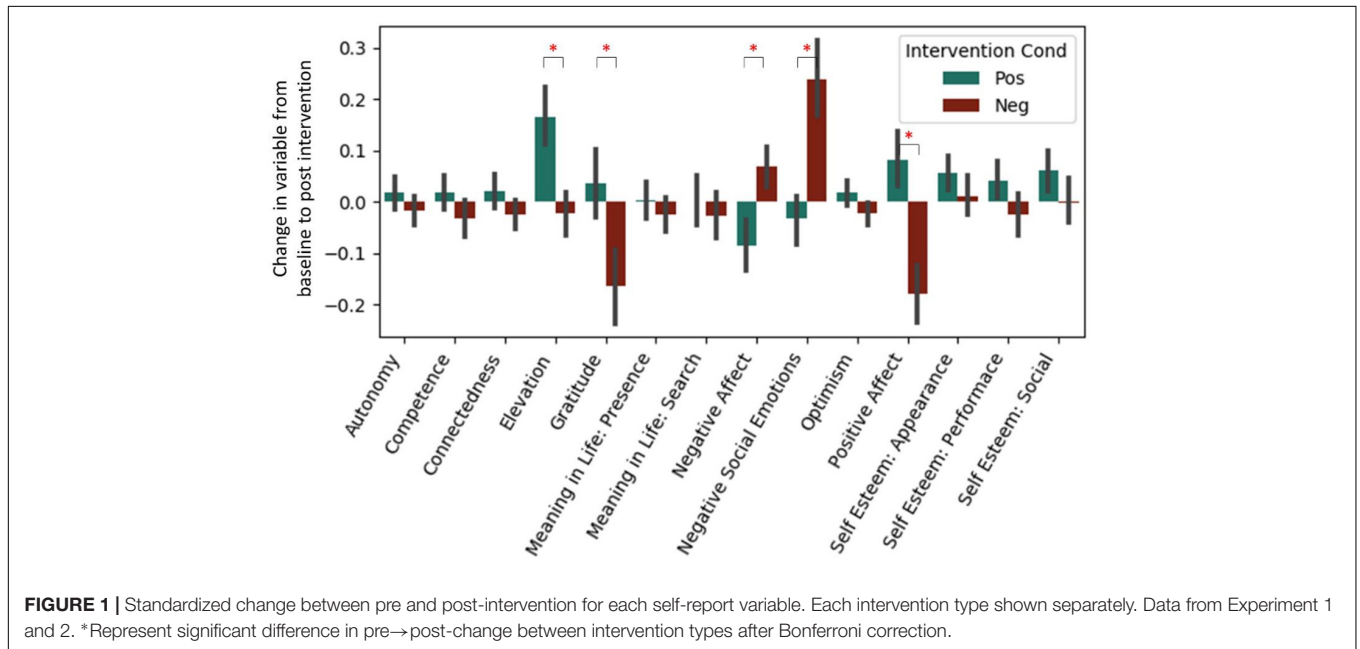 Change in variable from
baseline to post intervention
0.3
0.2
0.1
0.0
−0.1
−0.2
*
*
*
*
*
Intervention Cond
Pos
Neg
Autonomy
Competence
Connectedness
Elevation
Gratitude
Meaning in Life: Presence
Meaning in Life: Search
Negative Affect
Negative Social Emotions
Optimism
Positive Affect
Self Esteem: Appearance
Self Esteem: Performace
Self Esteem: Social
FIGURE 1 | Standardized change between pre and post-intervention for each self-report variable. Each intervention type shown separately. Data from Experiment 1
and 2. *Represent significant difference in pre→post-change between intervention types after Bonferroni correction.